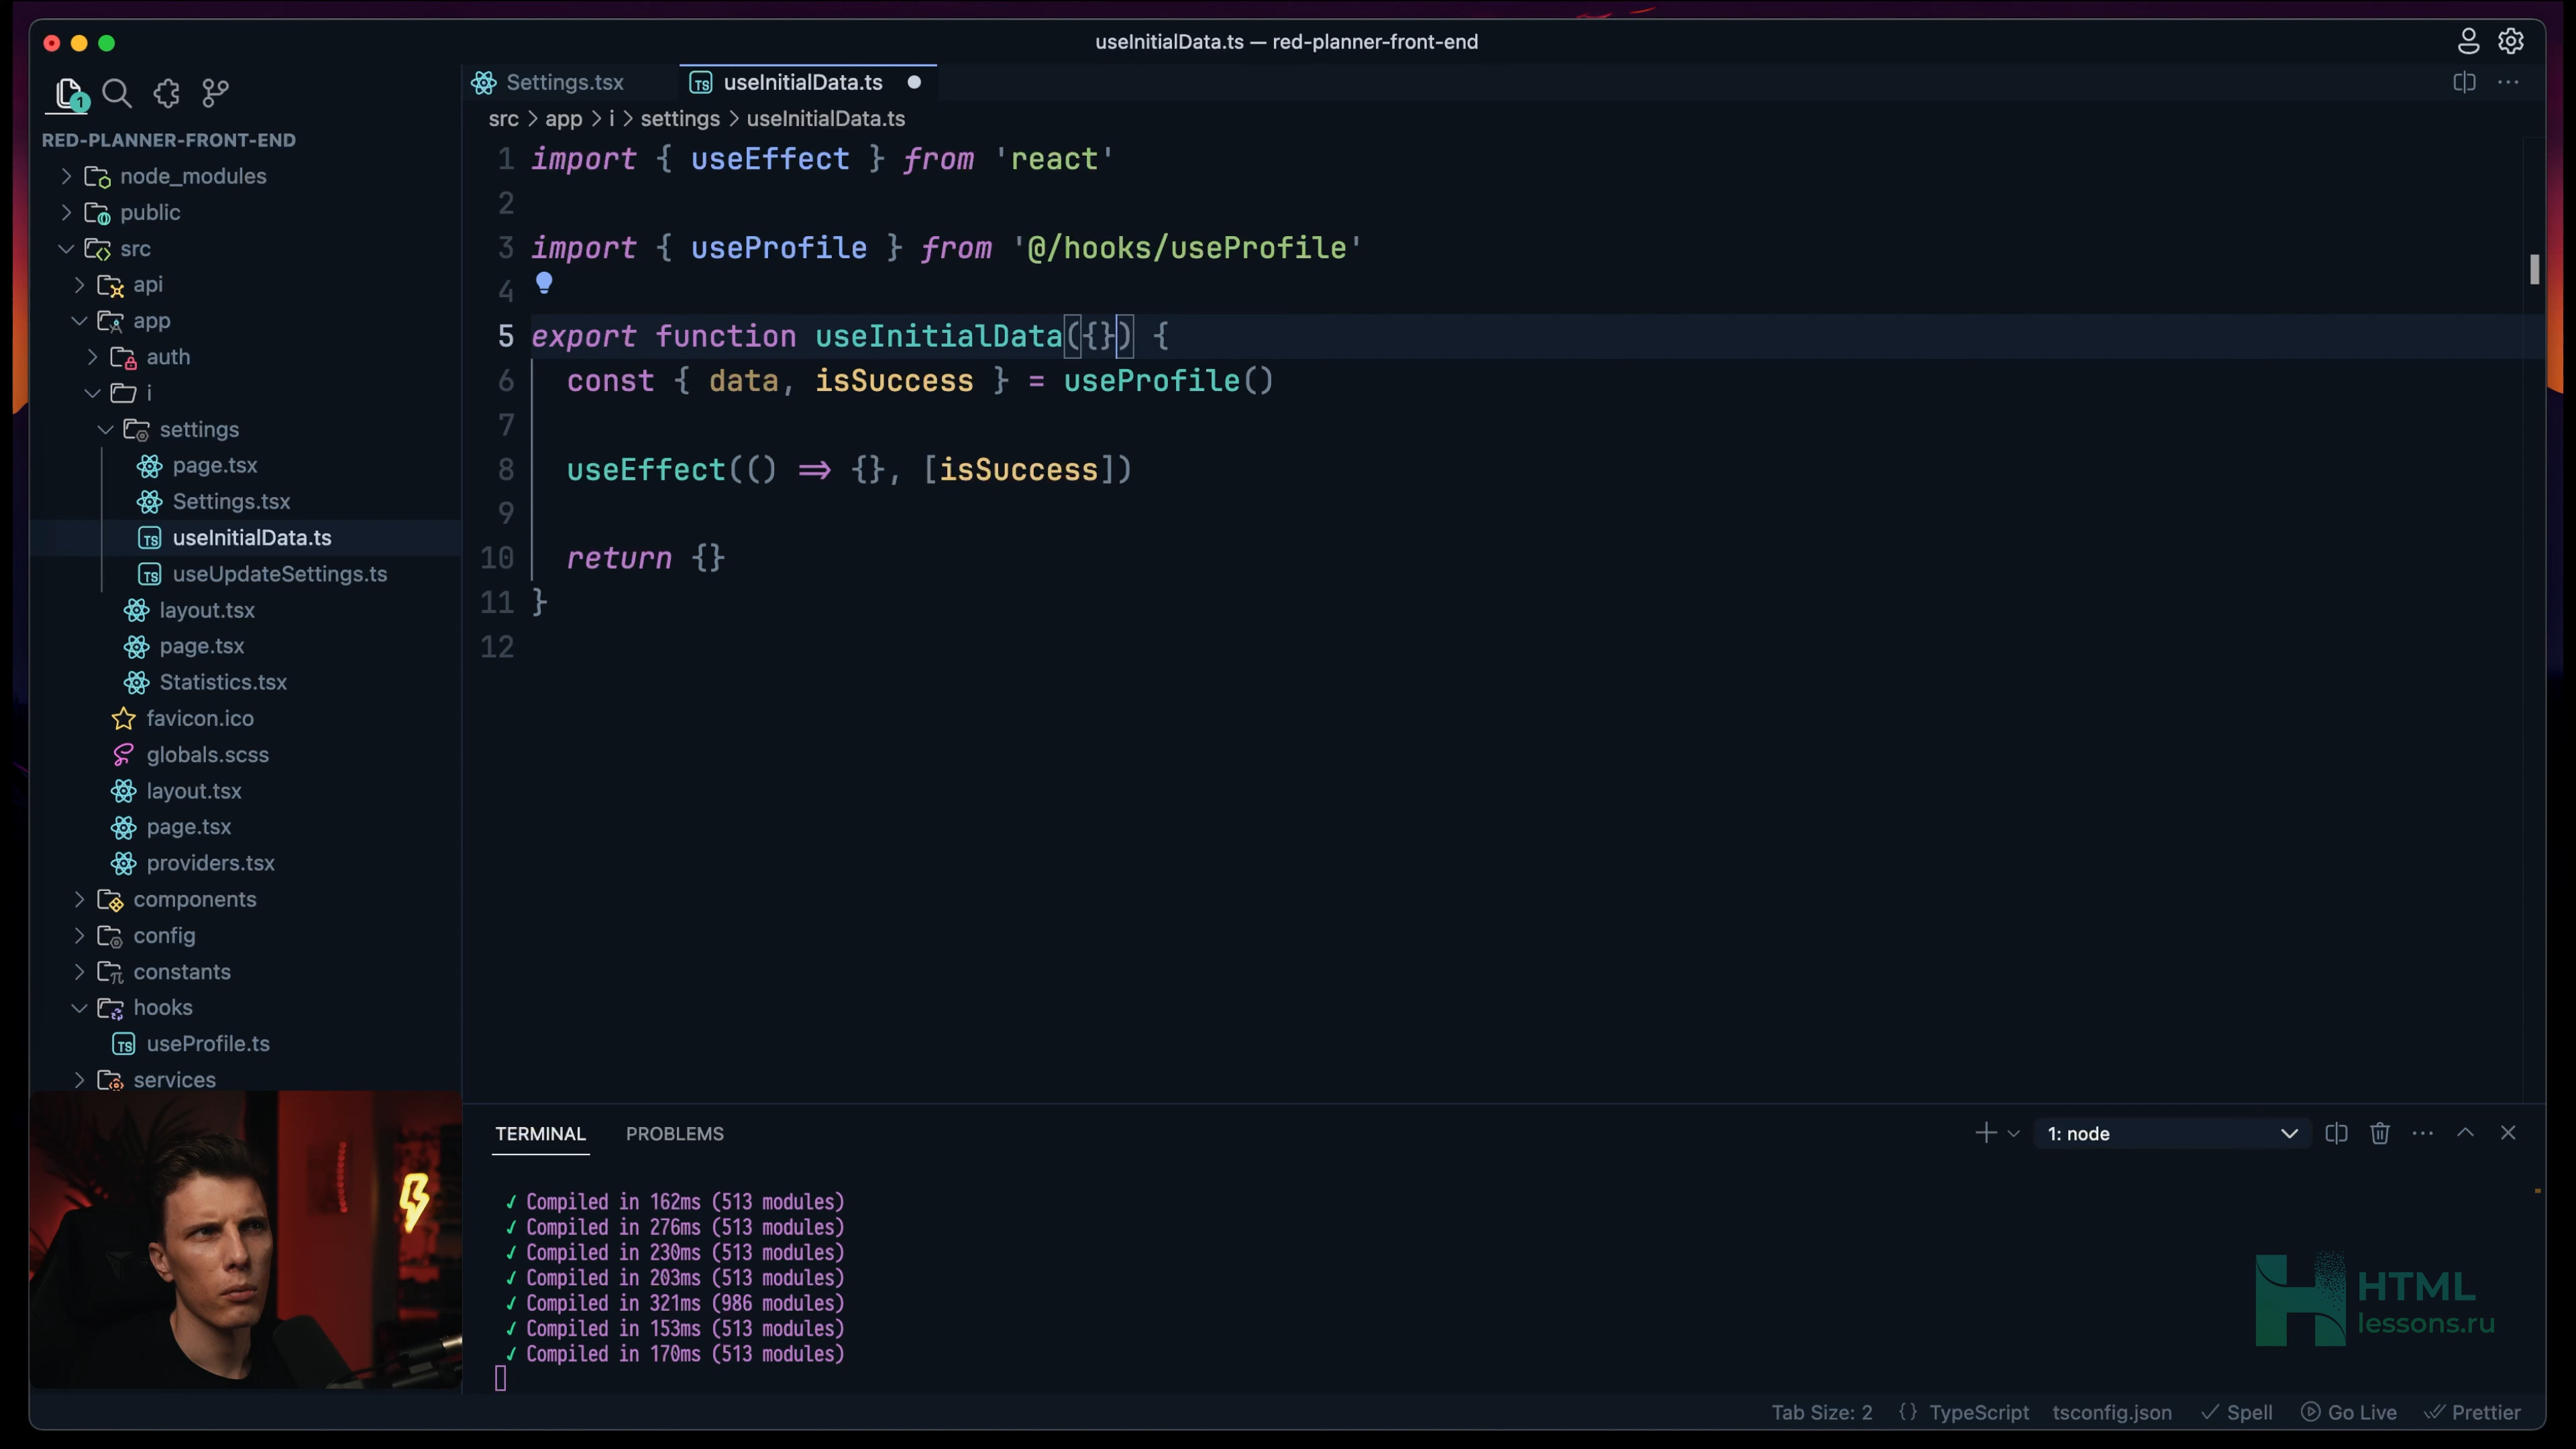 useInitialData.ts — red-planner-front-end
1
Settings.tsx
useInitialData.ts
src > app > i > settings > useInitialData.ts
RED-PLANNER-FRONT-END
node_modules
public
src
api
app
auth
i
settings
page.tsx
Settings.tsx
TS useInitialData.ts
TS useUpdateSettings.ts
layout.tsx
page.tsx
Statistics.tsx
favicon.ico
globals.scss
layout.tsx
page.tsx
providers.tsx
components
config
constants
hooks
TS useProfile.ts
services
1 import { useEffect } from 'react'
2
3 import { useProfile } from '@/hooks/useProfile'
4
5 export function useInitialData({}) {
6 const { data, isSuccess } = useProfile()
7
8 useEffect(() => {}, [isSuccess])
9
10 return {}
11 }
12
TERMINAL PROBLEMS
1: node
✓ Compiled in 162ms (513 modules)
✓ Compiled in 276ms (513 modules)
✓ Compiled in 230ms (513 modules)
✓ Compiled in 203ms (513 modules)
✓ Compiled in 321ms (986 modules)
✓ Compiled in 153ms (513 modules)
✓ Compiled in 170ms (513 modules)
HTML
lessons.ru
Tab Size: 2 {} TypeScript tsconfig.json ✓ Spell Go Live Prettier